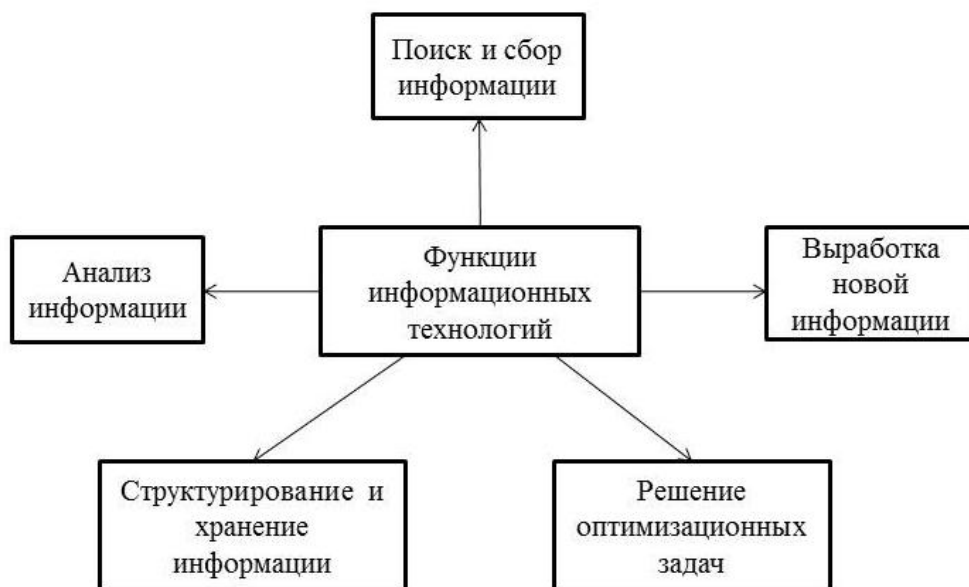 Поиск и сбор
информации
Анализ
информации
Функции
информационных
технологий
Выработка
новой
информации
Структурирование и
хранение
информации
Решение
оптимизационных
задач